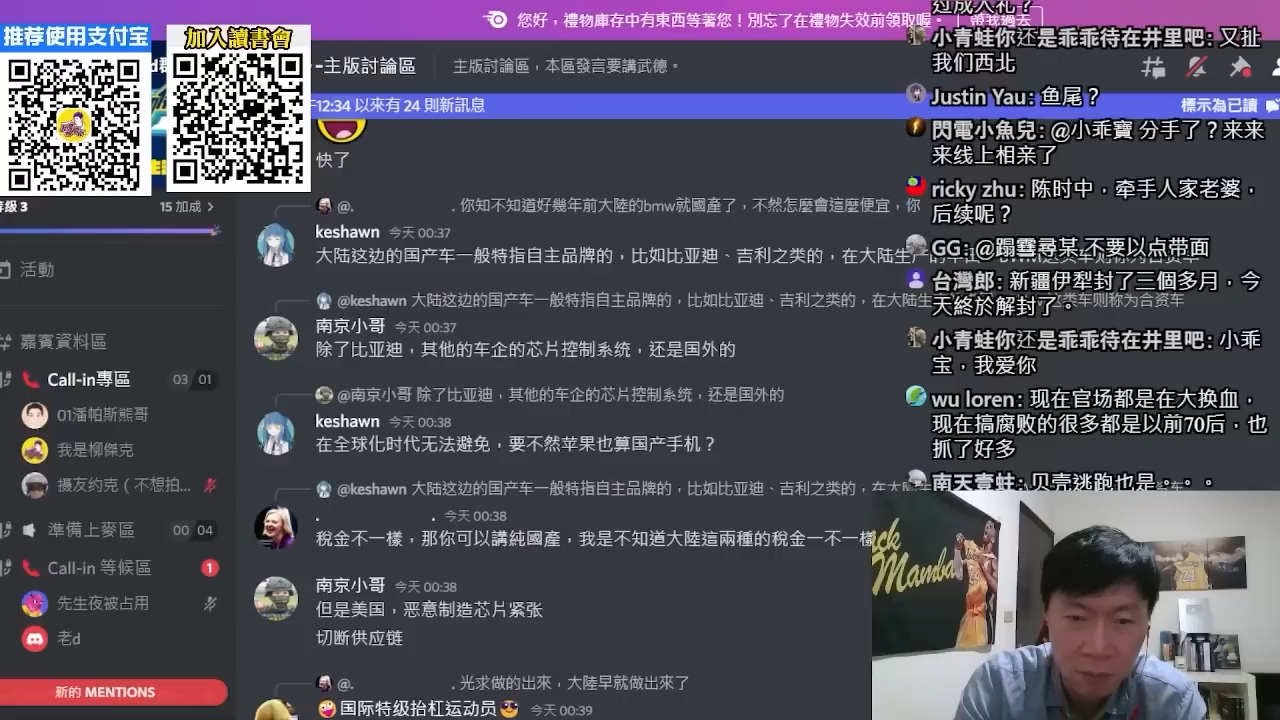 推荐使用支付宝
加入讀書會
您好，禮物庫存中有東西等著您！別忘了在禮物失效前領取喔。
主版討論區
主版討論區，本區發言要講武德。
12:34 以來有 24 則新訊息
標示為已讀
15 加成
活動
嘉賓資料區
Call-in專區 03 01
01潘帕斯熊哥
我是柳傑克
摄友约克（不想拍...
準備上麥區 00 04
Call-in 等候區 1
先生夜被占用
老d
新的 MENTIONS
快了
@. . 你知不知道好幾年前大陸的bmw就國產了，不然怎麼會這麼便宜，你
keshawn 今天 00:37
大陆这边的国产车一般特指自主品牌的，比如比亚迪、吉利之类的，在大陆生产的
@keshawn 大陆这边的国产车一般特指自主品牌的，比如比亚迪、吉利之类的，在大陆生
南京小哥 今天 00:37
除了比亚迪，其他的车企的芯片控制系统，还是国外的
@南京小哥 除了比亚迪，其他的车企的芯片控制系统，还是国外的
keshawn 今天 00:38
在全球化时代无法避免，要不然苹果也算国产手机？
@keshawn 大陆这边的国产车一般特指自主品牌的，比如比亚迪、吉利之类的，在大陆
. . 今天 00:38
稅金不一樣，那你可以講純國產，我是不知道大陸這兩種的稅金一不一樣
南京小哥 今天 00:38
但是美国，恶意制造芯片紧张
切断供应链
@. . 光求做的出來，大陸早就做出來了
国际特级抬杠运动员 今天 00:39
小青蛙你还是乖乖待在井里吧: 又扯
我们西北
Justin Yau: 鱼尾？
閃電小魚兒: @小乖寶 分手了？来来
来线上相亲了
ricky zhu: 陈时中，牵手人家老婆，
后续呢？
GG: @蹋霽尋某 不要以点带面
台灣郎: 新疆伊犁封了三個多月，今
天終於解封了。
小青蛙你还是乖乖待在井里吧: 小乖
宝，我爱你
wu loren: 现在官场都是在大换血，
现在搞腐败的很多都是以前70后，也
抓了好多
南天壹蛀: 贝壳逃跑也是。。。
Mamba